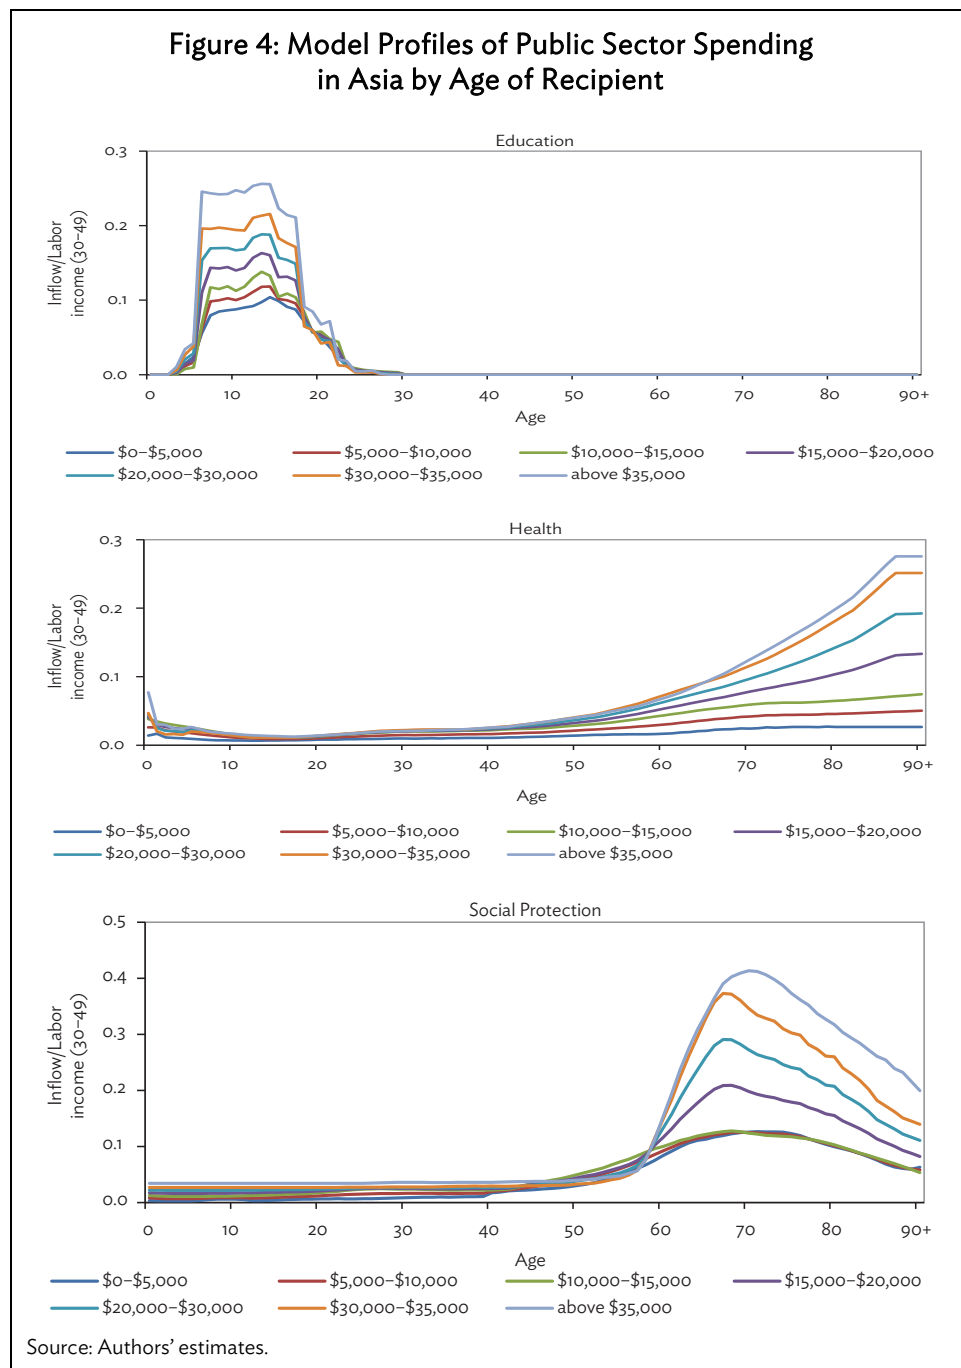 Figure 4: Model Profiles of Public Sector Spending
in Asia by Age of Recipient
Education
Inflow/Labor
income (30–49)
0.3
0.2
0.1
0.0
0 10 20 30 40 50 60 70 80 90+
Age
$0–$5,000 $5,000–$10,000 $10,000–$15,000 $15,000–$20,000
$20,000–$30,000 $30,000–$35,000 above $35,000
Health
Inflow/Labor
income (30–49)
0.3
0.2
0.1
0.0
0 10 20 30 40 50 60 70 80 90+
Age
$0–$5,000 $5,000–$10,000 $10,000–$15,000 $15,000–$20,000
$20,000–$30,000 $30,000–$35,000 above $35,000
Social Protection
Inflow/Labor
income (30–49)
0.5
0.4
0.3
0.2
0.1
0.0
0 10 20 30 40 50 60 70 80 90+
Age
$0–$5,000 $5,000–$10,000 $10,000–$15,000 $15,000–$20,000
$20,000–$30,000 $30,000–$35,000 above $35,000
Source: Authors’ estimates.